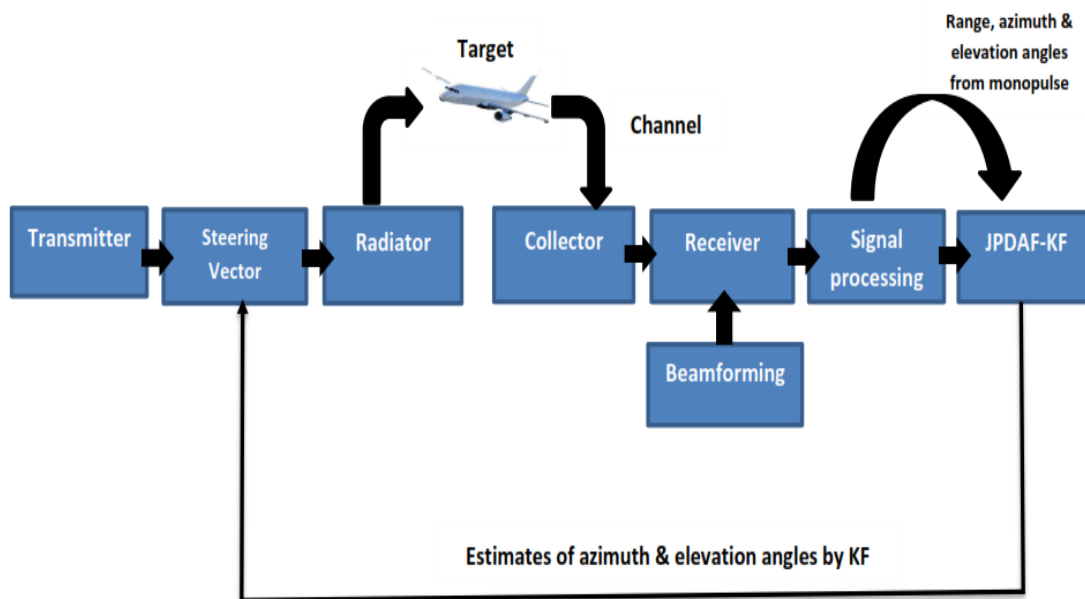 Target
Range, azimuth &
elevation angles
from monopulse
Channel
Transmitter
Steering
Vector
Radiator
Collector
Receiver
Signal
processing
JPDAF-KF
Beamforming
Estimates of azimuth & elevation angles by KF